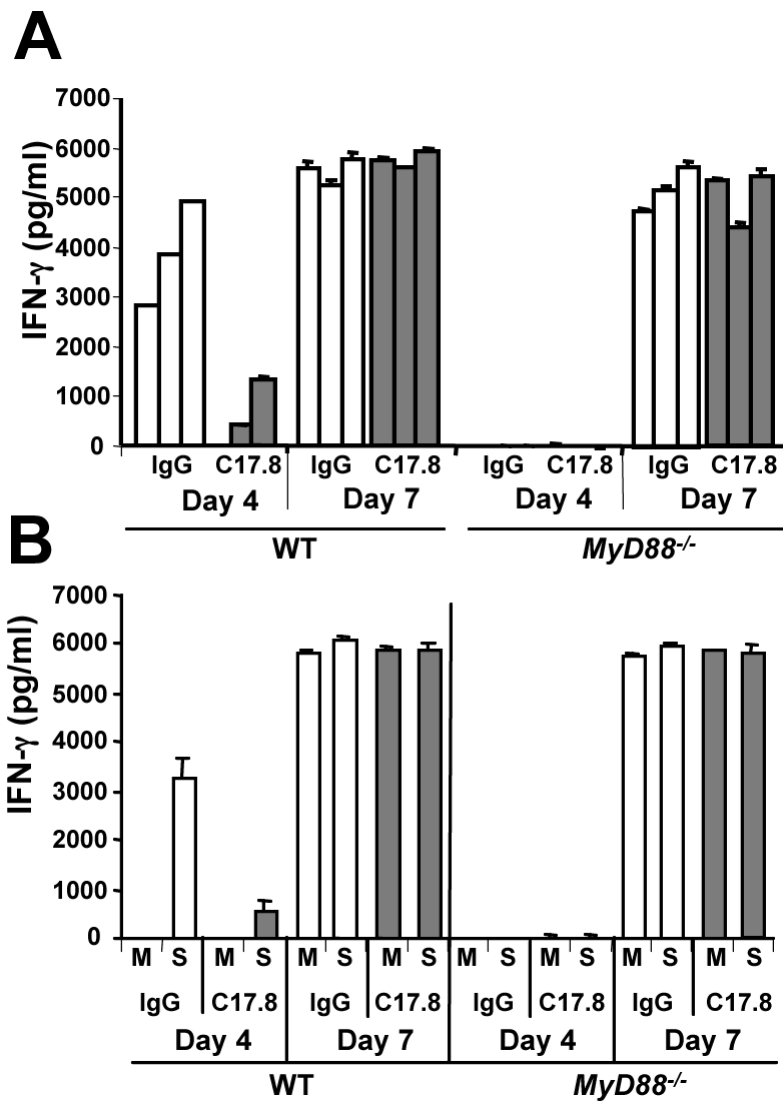 A
7000
6000
5000
4000
3000
2000
1000
0
IFN-γ (pg/ml)
IgG C17.8 IgG C17.8 IgG C17.8 IgG C17.8
Day 4 Day 7 Day 4 Day 7
WT MyD88-/-
B
7000
6000
5000
4000
3000
2000
1000
0
IFN-γ (pg/ml)
M S M S M S M S M S M S M S M S
IgG C17.8 IgG C17.8 IgG C17.8 IgG C17.8
Day 4 Day 7 Day 4 Day 7
WT MyD88-/-